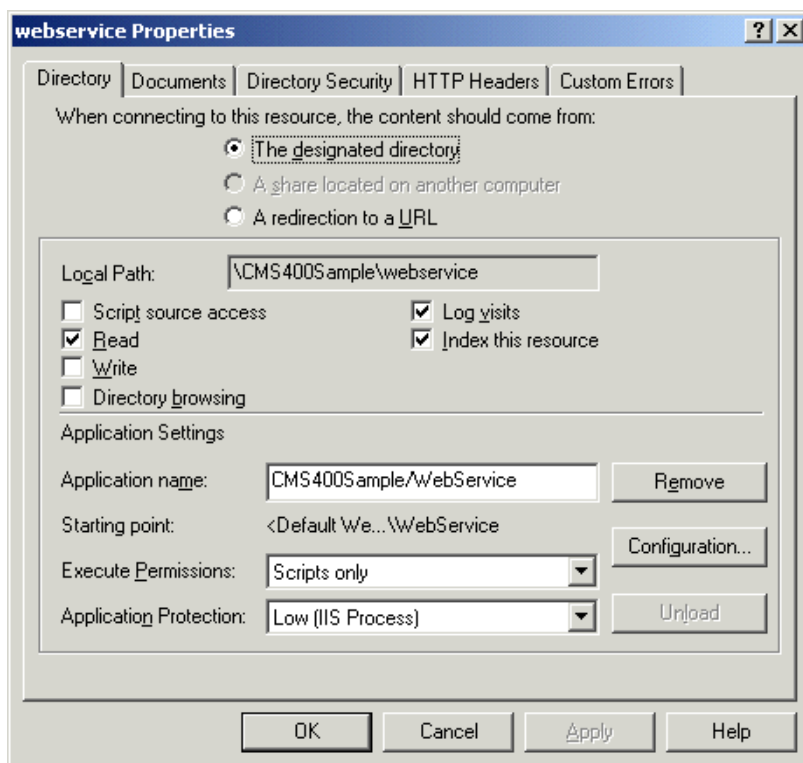 webservice Properties
Directory Documents Directory Security HTTP Headers Custom Errors
When connecting to this resource, the content should come from:
The designated directory
A share located on another computer
A redirection to a URL
Local Path: \CMS400Sample\webservice
Script source access Log visits
Read Index this resource
Write
Directory browsing
Application Settings
Application name: CMS400Sample/WebService Remove
Starting point: <Default We...\WebService
Configuration...
Execute Permissions: Scripts only
Application Protection: Low (IIS Process) Unload
OK Cancel Apply Help